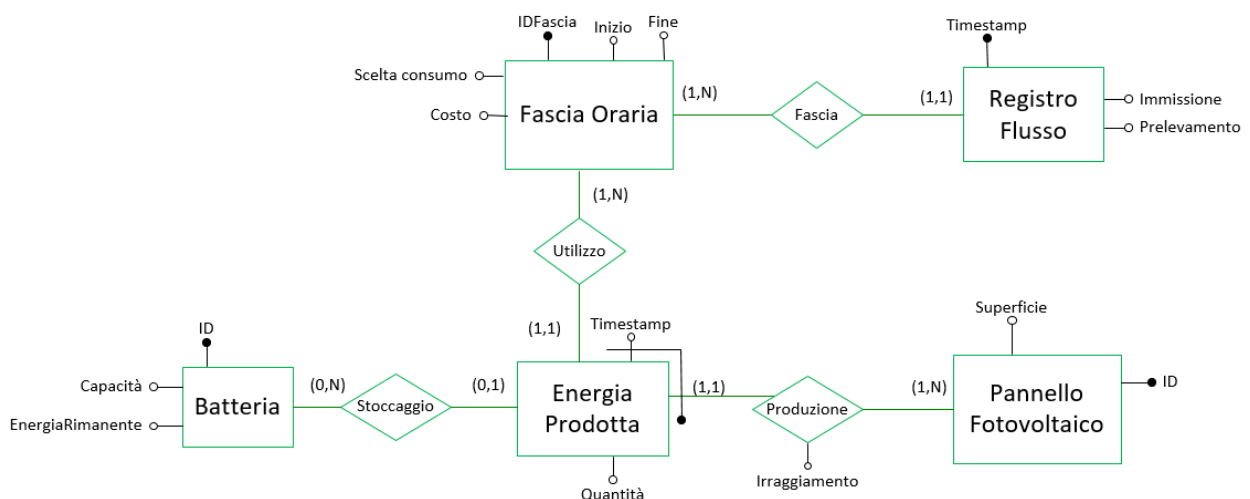 IDFascia
Inizio
Fine
Timestamp
Scelta consumo
Costo
Fascia Oraria
(1,N)
Fascia
(1,1)
Registro
Flusso
Immissione
Prelevamento
(1,N)
Utilizzo
(1,1)
Timestamp
Superficie
ID
Capacità
EnergiaRimanente
Batteria
(0,N)
Stoccaggio
(0,1)
Energia
Prodotta
(1,1)
Produzione
(1,N)
Pannello
Fotovoltaico
ID
Irraggiamento
Quantità